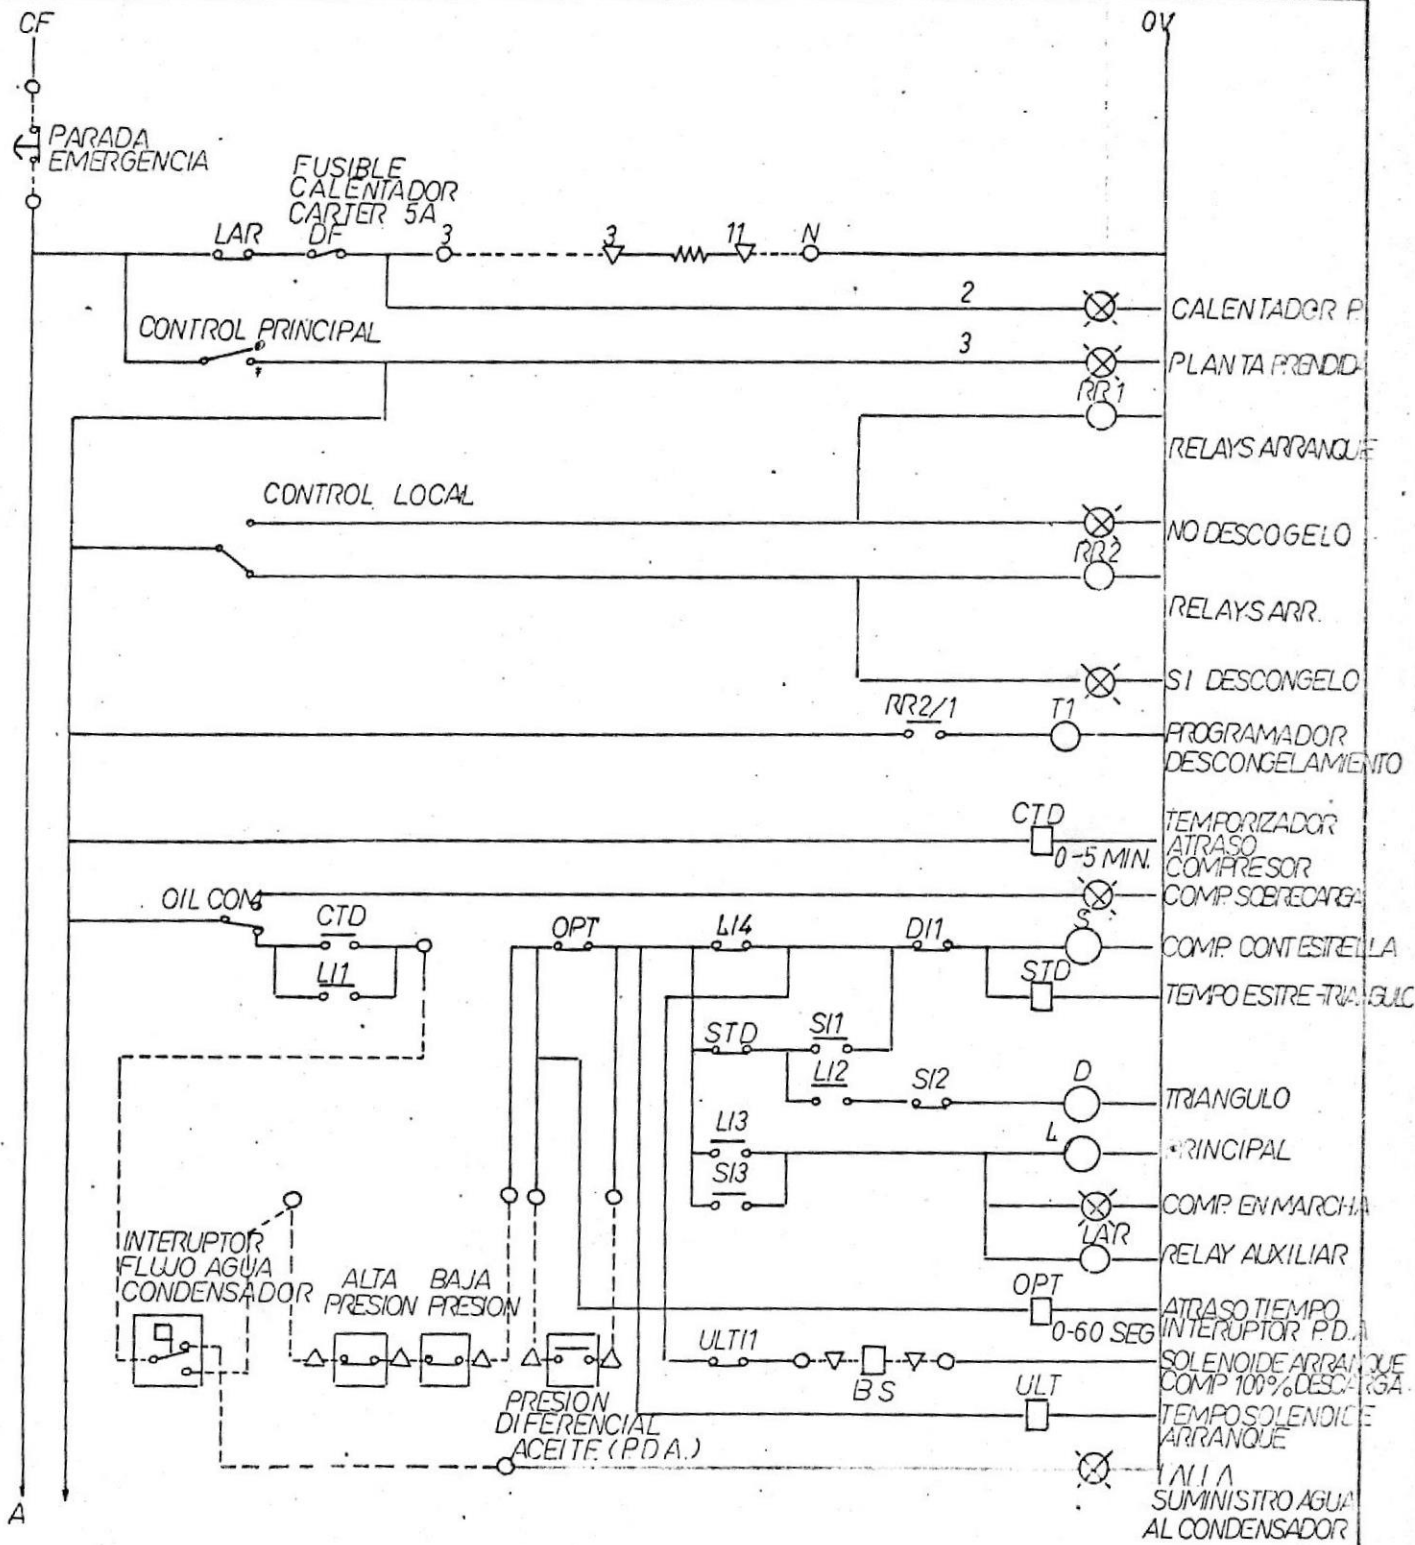 CF
0V
PARADA
EMERGENCIA
FUSIBLE
CALENTADOR
CARTER 5A
LAR
DF
3
3
11
N
2
CALENTADOR P.
CONTROL PRINCIPAL
3
PLANTA PRENDID
*
RR1
RELAYS ARRANQUE
CONTROL LOCAL
NO DESCOGELO
RR2
RELAYS ARR.
SI DESCONGELO
RR2/1
T1
PROGRAMADOR
DESCONGELAMIENTO
CTD
0-5 MIN.
TEMPORIZADOR
ATRASO
COMPRESOR
OIL COM
COMP. SOBRECARGA
CTD
OPT
LI4
DI1
S
COMP. CONT ESTRELLA
LI1
STD
TEMPO ESTRE-TRIANGULO
STD
SI1
LI2
SI2
D
TRIANGULO
LI3
L
PRINCIPAL
SI3
COMP. EN MARCHA
LAR
RELAY AUXILIAR
INTERUPTOR
FLUJO AGUA
CONDENSADOR
ALTA
PRESION
BAJA
PRESION
OPT
0-60 SEG
ATRASO TIEMPO
INTERUPTOR P.D.A
ULTI1
BS
SOLENOIDE ARRANQUE
COMP 100% DESCARGA
ULT
TEMPO SOLENOIDE
ARRANQUE
PRESION
DIFERENCIAL
ACEITE (P.D.A.)
SUMINISTRO AGUA
AL CONDENSADOR
A